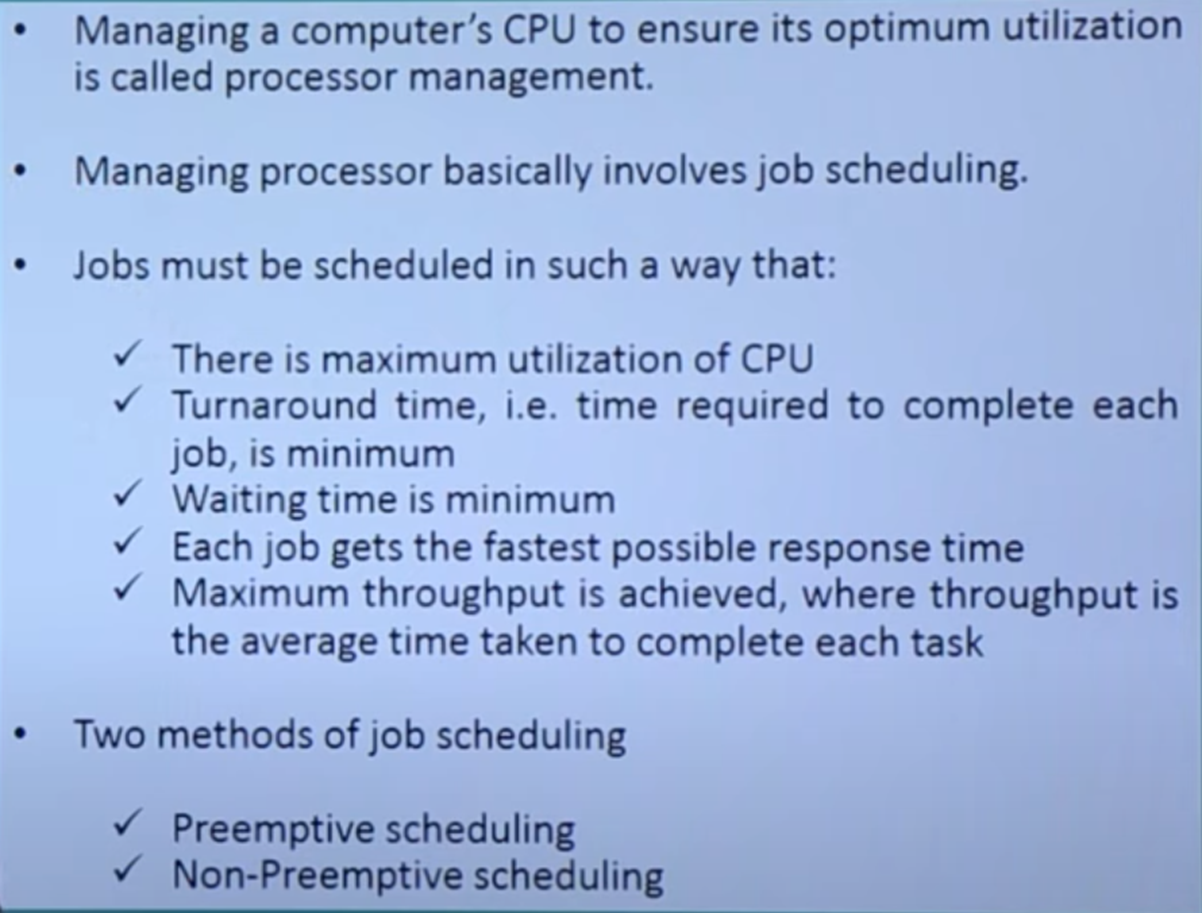 • Managing a computer's CPU to ensure its optimum utilization
is called processor management.
• Managing processor basically involves job scheduling.
• Jobs must be scheduled in such a way that:
✓ There is maximum utilization of CPU
✓ Turnaround time, i.e. time required to complete each
job, is minimum
✓ Waiting time is minimum
✓ Each job gets the fastest possible response time
✓ Maximum throughput is achieved, where throughput is
the average time taken to complete each task
• Two methods of job scheduling
✓ Preemptive scheduling
✓ Non-Preemptive scheduling